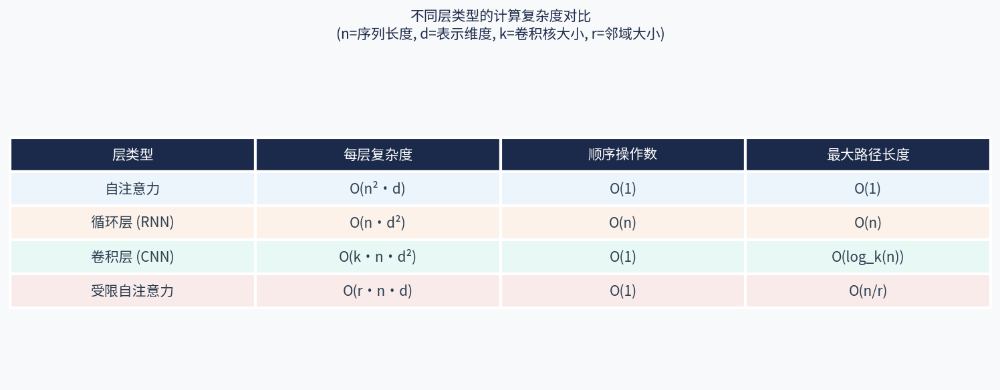 不同层类型的计算复杂度对比
(n=序列长度, d=表示维度, k=卷积核大小, r=邻域大小)
层类型 每层复杂度 顺序操作数 最大路径长度
自注意力 O(n²・d) O(1) O(1)
循环层 (RNN) O(n・d²) O(n) O(n)
卷积层 (CNN) O(k・n・d²) O(1) O(log_k(n))
受限自注意力 O(r・n・d) O(1) O(n/r)